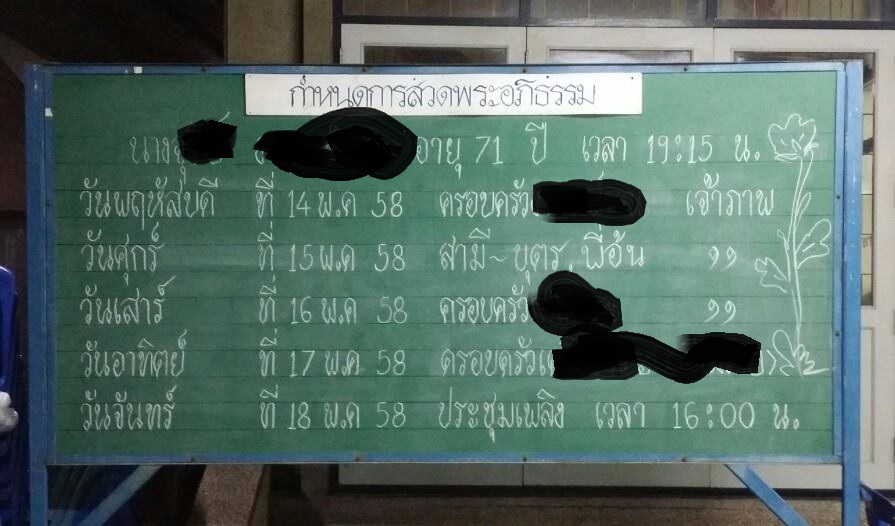 กำหนดการสวดพระอภิธรรม
นาง อายุ 71 ปี เวลา 19:15 น.
วันพฤหัสบดี ที่ 14 พ.ค 58 ครอบครัว เจ้าภาพ
วันศุกร์ ที่ 15 พ.ค 58 สามี~บุตร. พี่อ้น ,,
วันเสาร์ ที่ 16 พ.ค 58 ครอบครัว ,,
วันอาทิตย์ ที่ 17 พ.ค 58 ครอบครัว
วันจันทร์ ที่ 18 พ.ค 58 ประชุมเพลิง เวลา 16:00 น.